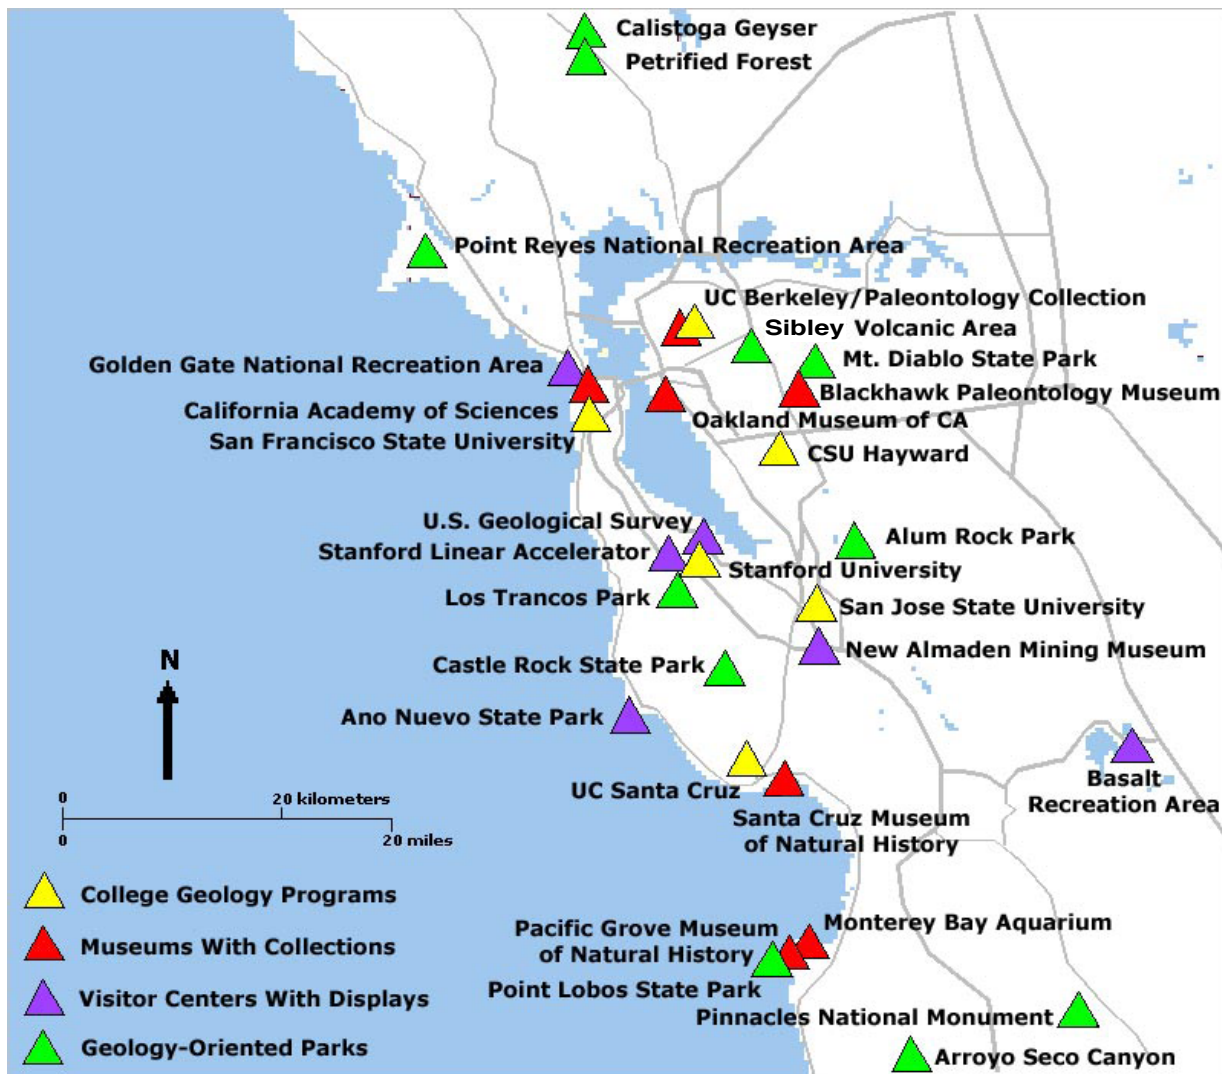 Calistoga Geyser
Petrified Forest
Point Reyes National Recreation Area
UC Berkeley/Paleontology Collection
Sibley Volcanic Area
Mt. Diablo State Park
Golden Gate National Recreation Area
Blackhawk Paleontology Museum
California Academy of Sciences
Oakland Museum of CA
San Francisco State University
CSU Hayward
U.S. Geological Survey
Alum Rock Park
Stanford Linear Accelerator
Stanford University
Los Trancos Park
San Jose State University
New Almaden Mining Museum
N
Castle Rock State Park
Ano Nuevo State Park
Basalt
Recreation Area
UC Santa Cruz
0 20 kilometers
0 20 miles
Santa Cruz Museum
of Natural History
College Geology Programs
Museums With Collections
Visitor Centers With Displays
Geology-Oriented Parks
Monterey Bay Aquarium
Pacific Grove Museum
of Natural History
Point Lobos State Park
Pinnacles National Monument
Arroyo Seco Canyon